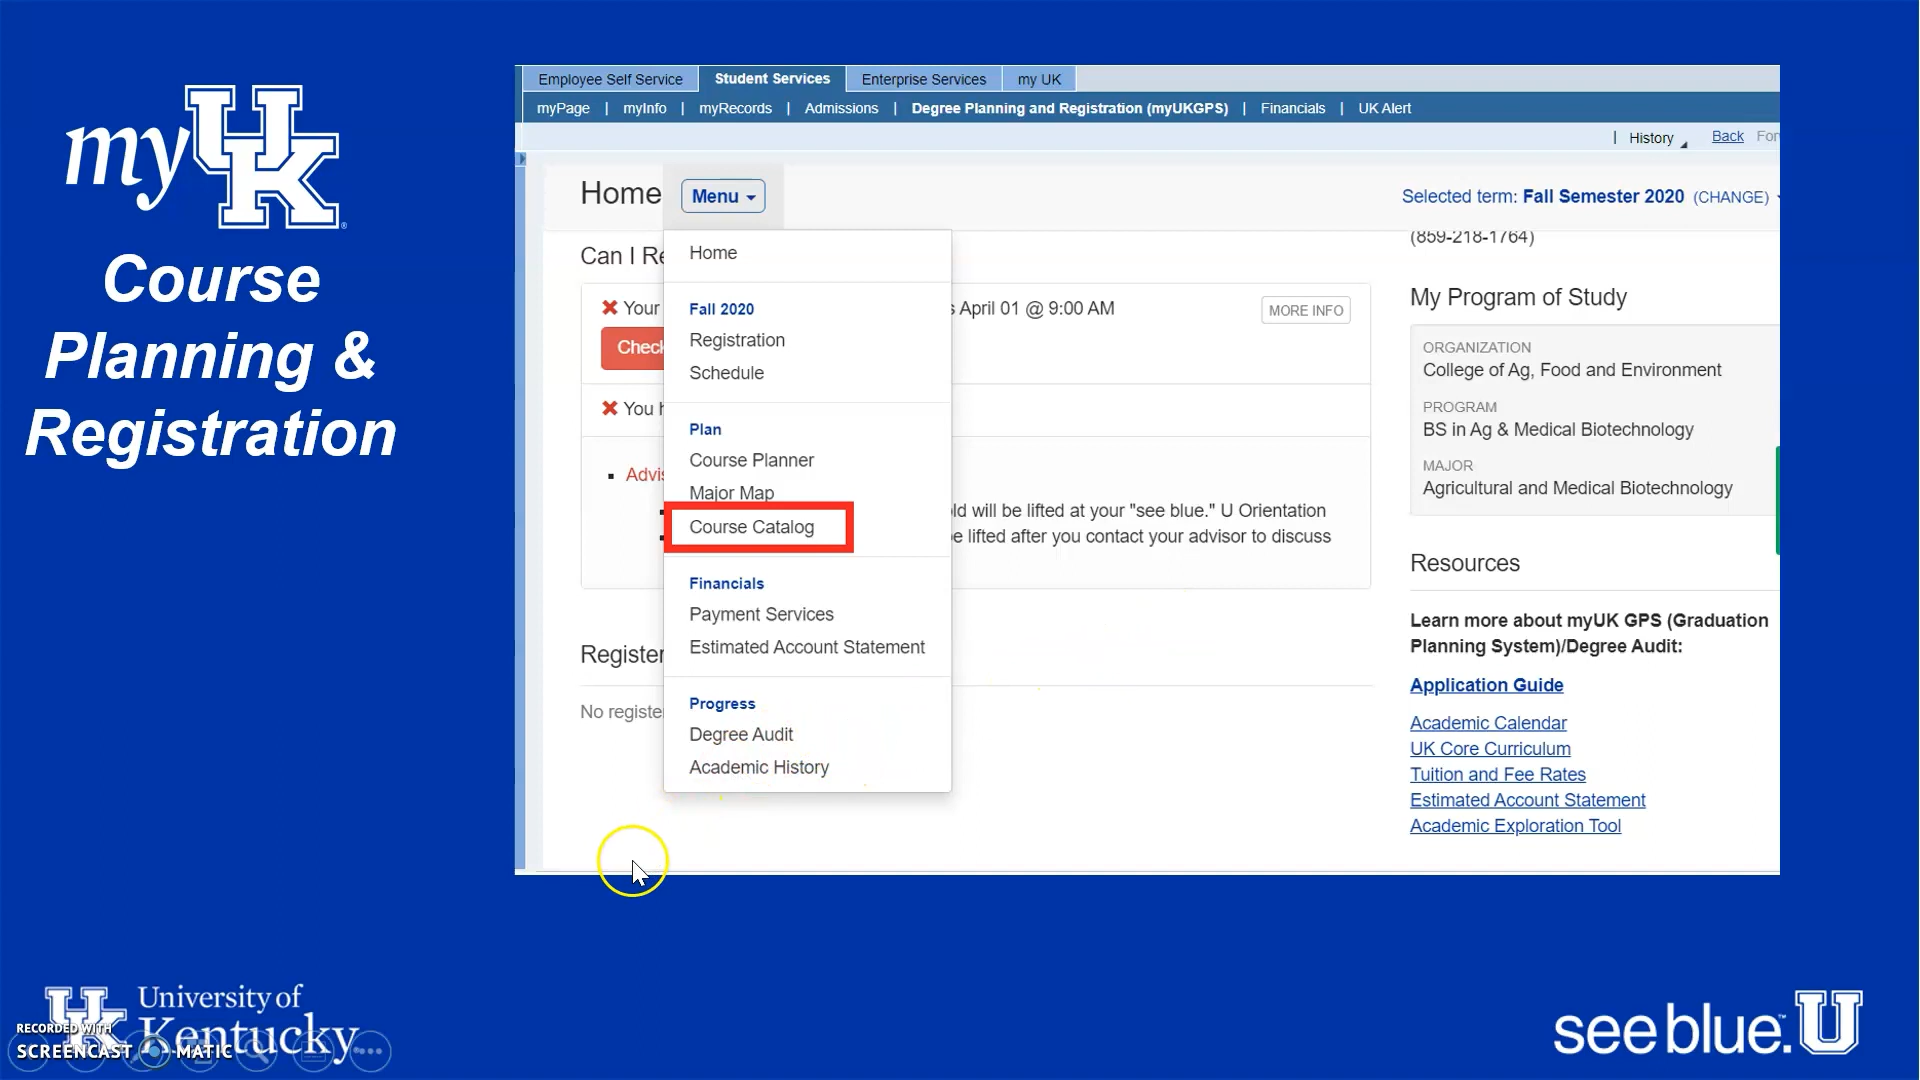 my UK
Course
Planning &
Registration
Employee Self Service
Student Services
Enterprise Services
my UK
myPage | myInfo | myRecords | Admissions | Degree Planning and Registration (myUKGPS) | Financials | UK Alert
| History
Back
Home
Menu
Selected term: Fall Semester 2020 (CHANGE)
Can I Re
Your
s April 01 @ 9:00 AM
MORE INFO
Check
You h
Advis
ld will be lifted at your "see blue." U Orientation
be lifted after you contact your advisor to discuss
Register
No register
Home
Fall 2020
Registration
Schedule
Plan
Course Planner
Major Map
Course Catalog
Financials
Payment Services
Estimated Account Statement
Progress
Degree Audit
Academic History
(859-218-1764)
My Program of Study
ORGANIZATION
College of Ag, Food and Environment
PROGRAM
BS in Ag & Medical Biotechnology
MAJOR
Agricultural and Medical Biotechnology
Resources
Learn more about myUK GPS (Graduation
Planning System)/Degree Audit:
Application Guide
Academic Calendar
UK Core Curriculum
Tuition and Fee Rates
Estimated Account Statement
Academic Exploration Tool
UK University of
Kentucky
RECORDED WITH
SCREENCAST MATIC
see blue.™ U